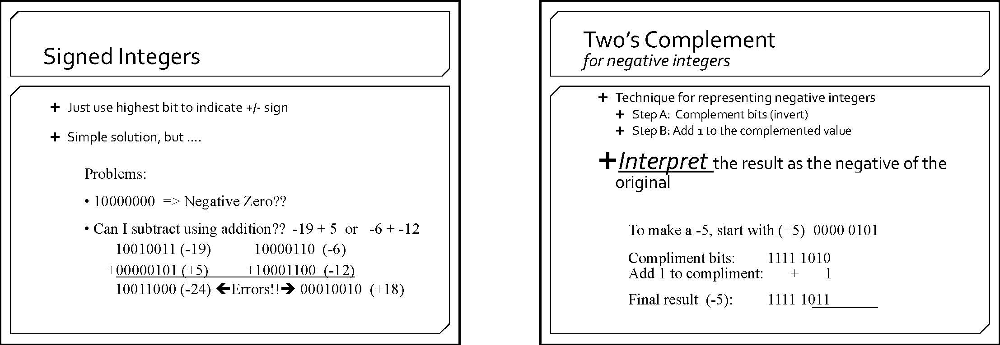 Signed Integers
+ Just use highest bit to indicate +/- sign
+ Simple solution, but ....
Problems:
• 10000000 => Negative Zero??
• Can I subtract using addition?? -19 + 5 or -6 + -12
10010011 (-19) 10000110 (-6)
+00000101 (+5) +10001100 (-12)
10011000 (-24) 🡸Errors!!🡺 00010010 (+18)
Two's Complement
for negative integers
+ Technique for representing negative integers
+ Step A: Complement bits (invert)
+ Step B: Add 1 to the complemented value
+Interpret the result as the negative of the
original
To make a -5, start with (+5) 0000 0101
Compliment bits: 1111 1010
Add 1 to compliment: + 1
Final result (-5): 1111 1011